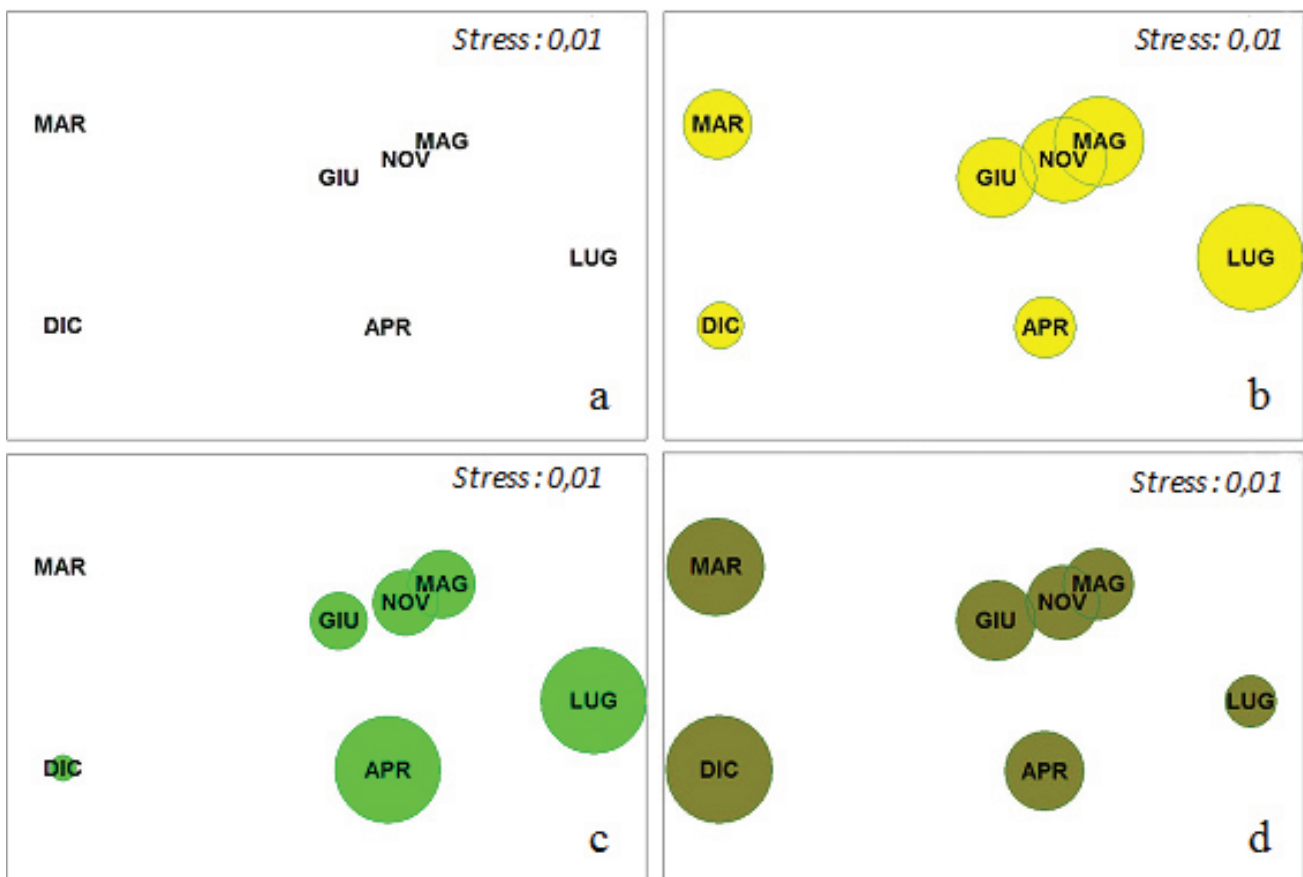 Stress: 0,01
MAR
MAG
NOV
GIU
LUG
DIC
APR
a
Stress: 0,01
MAR
MAG
NOV
GIU
LUG
DIC
APR
b
Stress: 0,01
MAR
MAG
NOV
GIU
LUG
DIC
APR
c
Stress: 0,01
MAR
MAG
NOV
GIU
LUG
DIC
APR
d